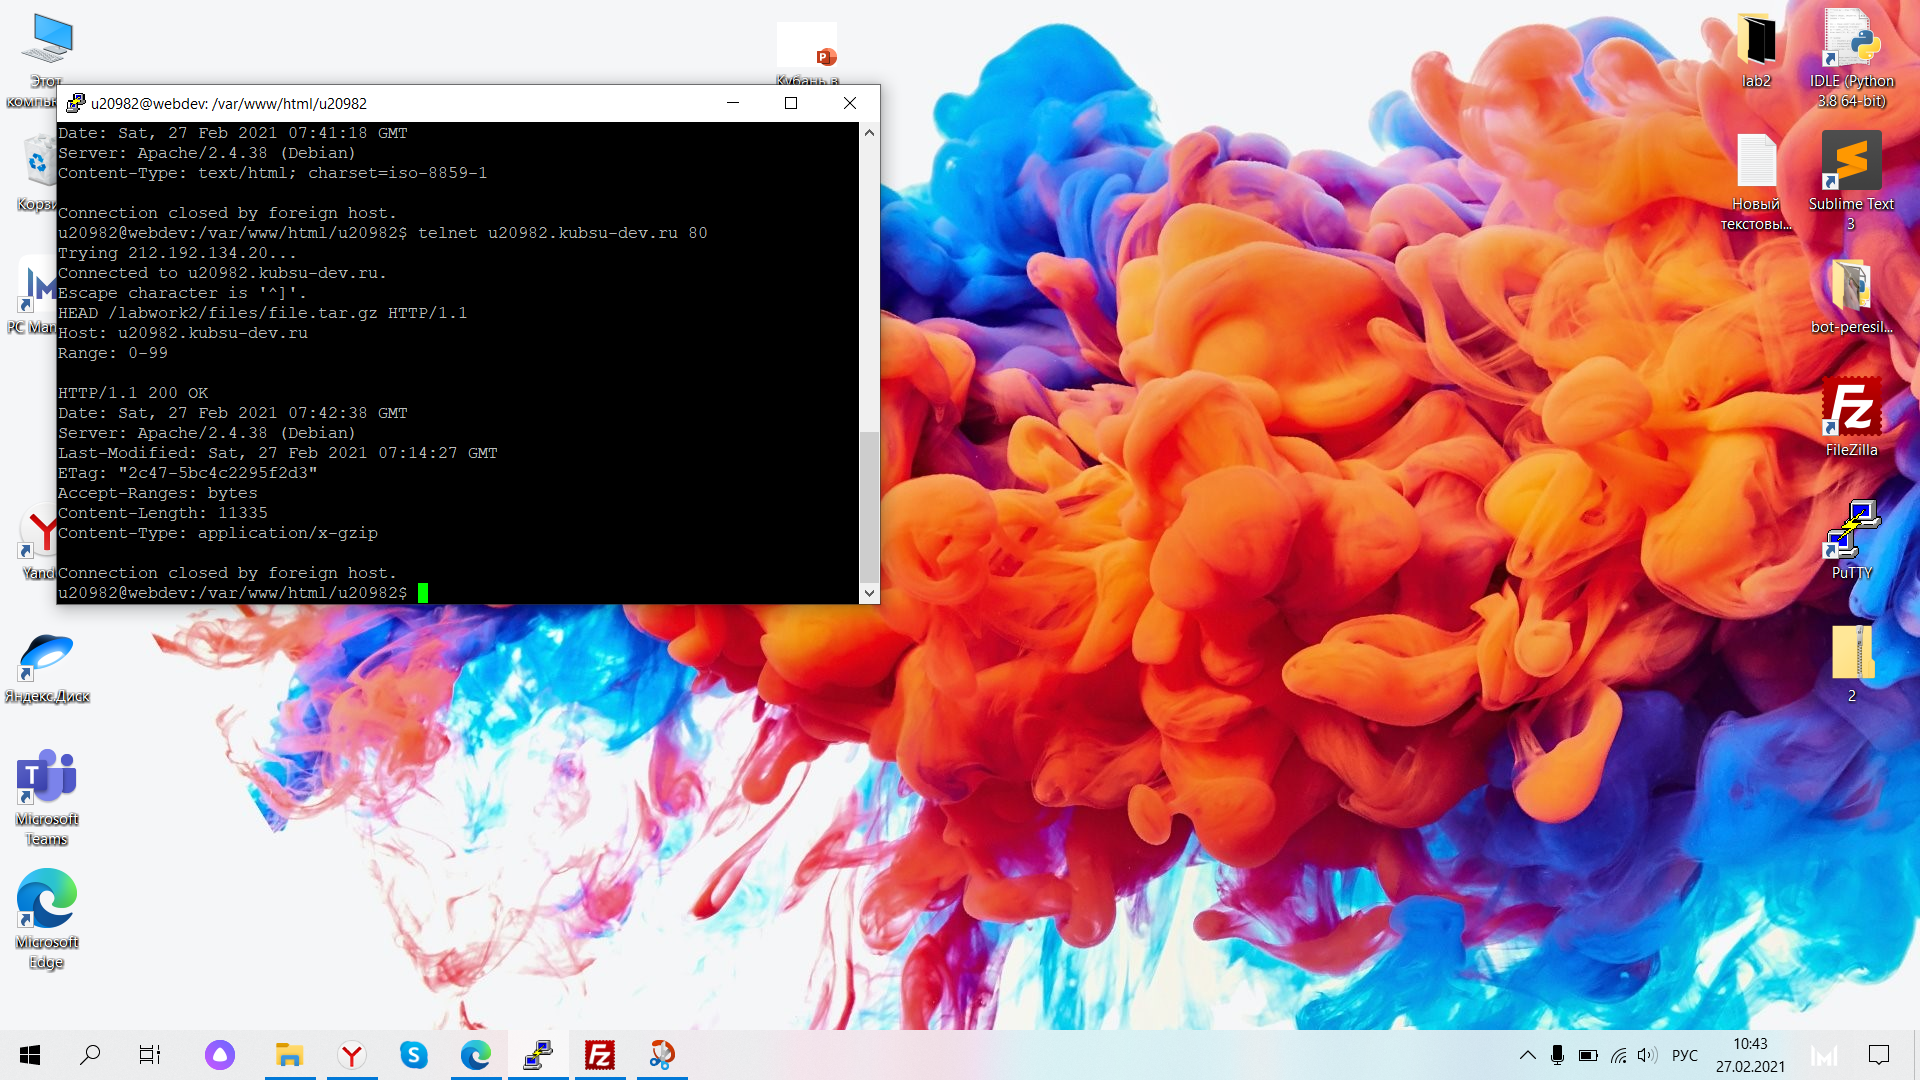 Этот
компь
Корзи
PC Man
Yand
Яндекс.Диск
Microsoft
Teams
Microsoft
Edge
Кубань в
u20982@webdev: /var/www/html/u20982
Date: Sat, 27 Feb 2021 07:41:18 GMT
Server: Apache/2.4.38 (Debian)
Content-Type: text/html; charset=iso-8859-1
Connection closed by foreign host.
u20982@webdev:/var/www/html/u20982$ telnet u20982.kubsu-dev.ru 80
Trying 212.192.134.20...
Connected to u20982.kubsu-dev.ru.
Escape character is '^]'.
HEAD /labwork2/files/file.tar.gz HTTP/1.1
Host: u20982.kubsu-dev.ru
Range: 0-99
HTTP/1.1 200 OK
Date: Sat, 27 Feb 2021 07:42:38 GMT
Server: Apache/2.4.38 (Debian)
Last-Modified: Sat, 27 Feb 2021 07:14:27 GMT
ETag: "2c47-5bc4c2295f2d3"
Accept-Ranges: bytes
Content-Length: 11335
Content-Type: application/x-gzip
Connection closed by foreign host.
u20982@webdev:/var/www/html/u20982$
lab2
Новый
текстовы...
IDLE (Python
3.8 64-bit)
Sublime Text
3
bot-peresil...
FileZilla
PuTTY
2
РУС
10:43
27.02.2021